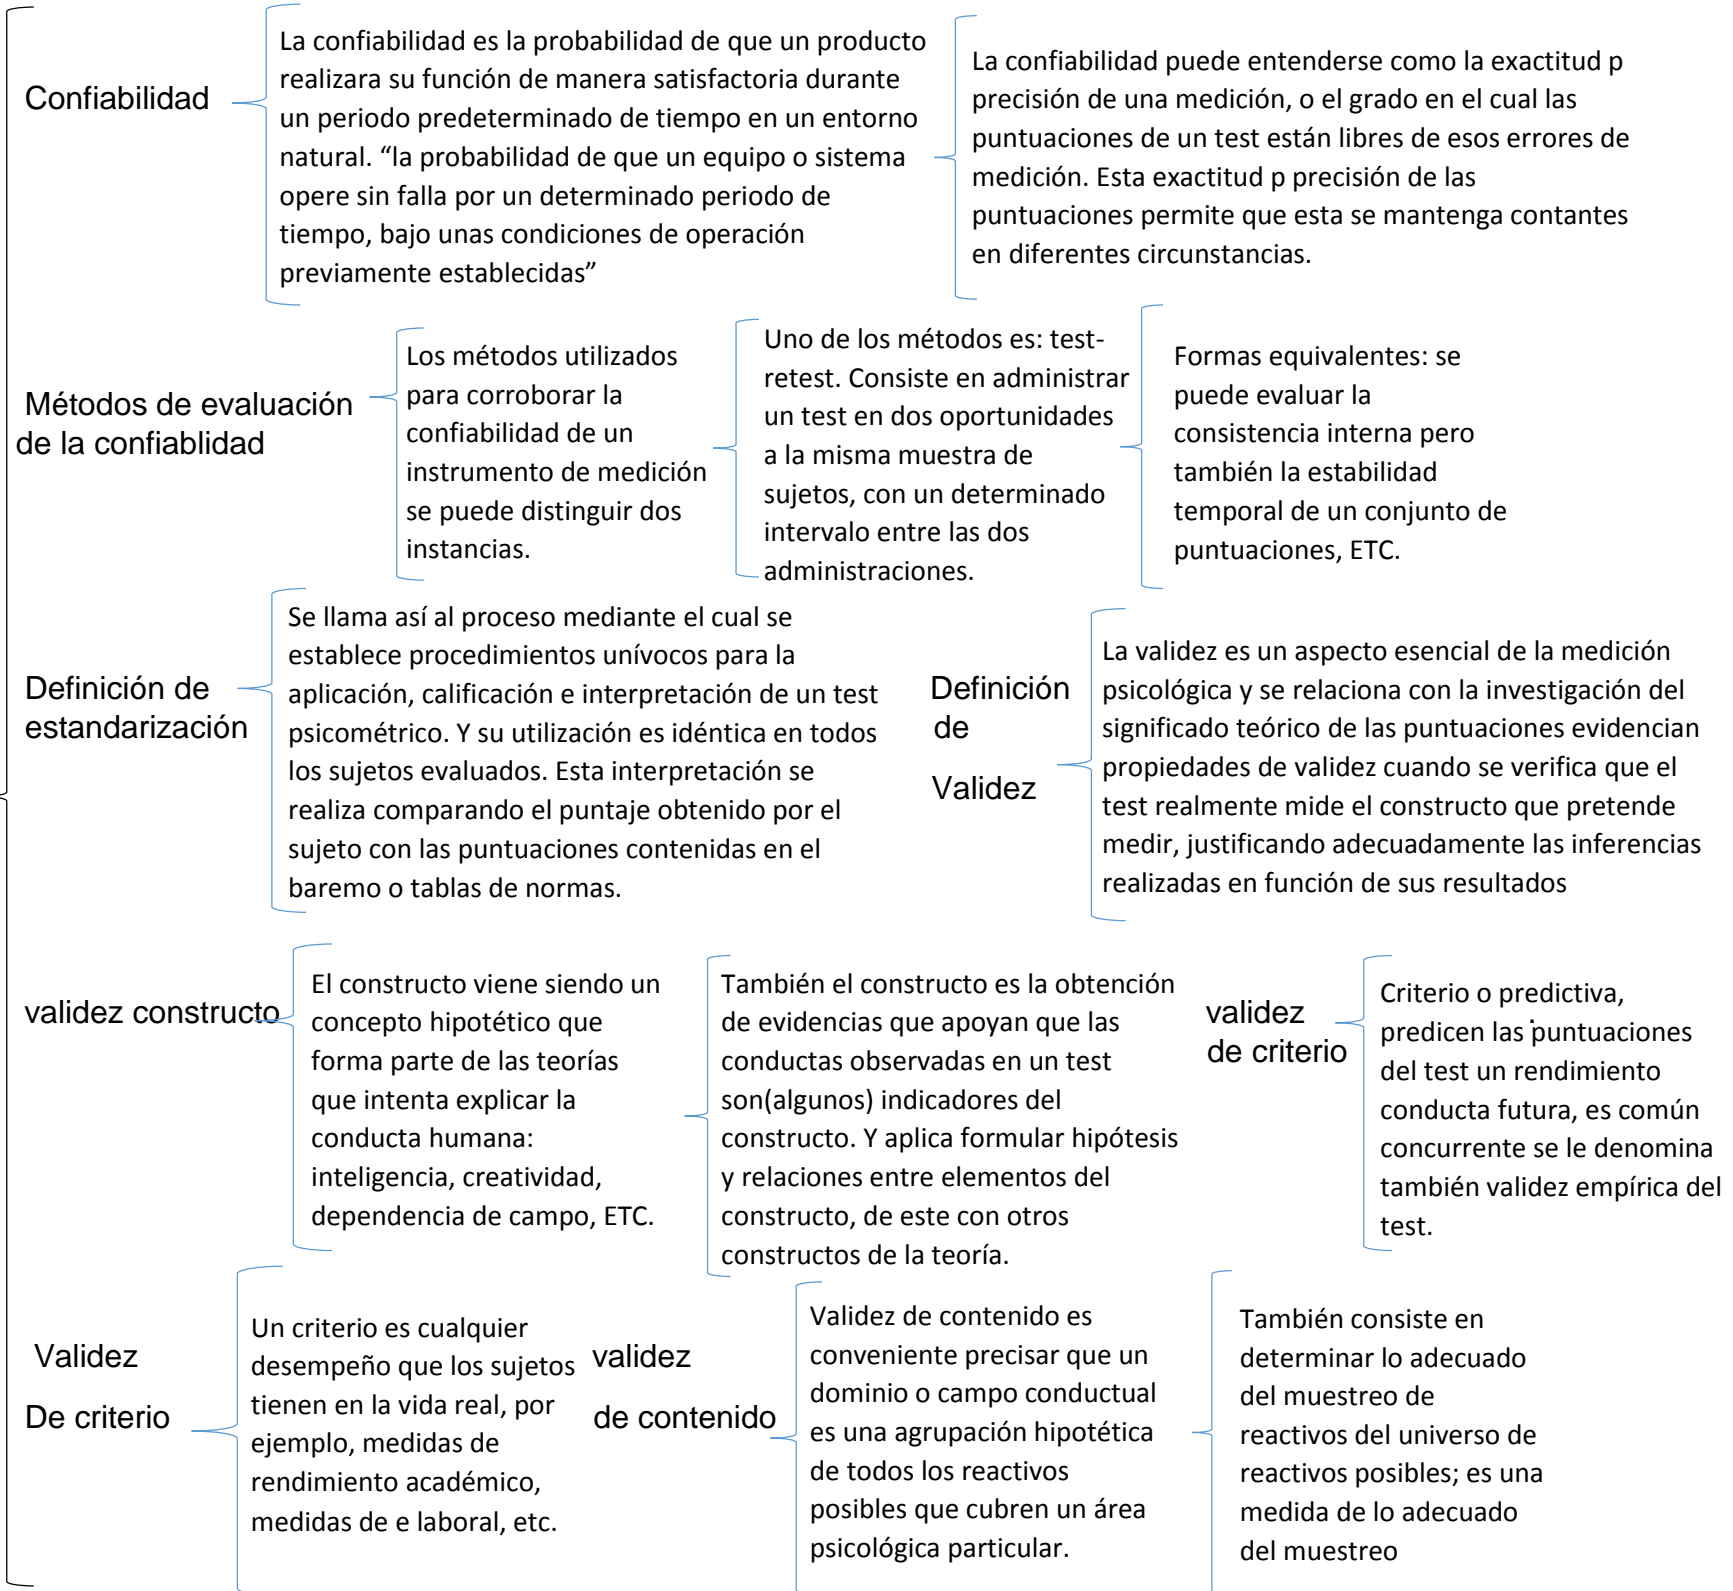 Confiabilidad
La confiabilidad es la probabilidad de que un producto
realizara su función de manera satisfactoria durante
un periodo predeterminado de tiempo en un entorno
natural. “la probabilidad de que un equipo o sistema
opere sin falla por un determinado periodo de
tiempo, bajo unas condiciones de operación
previamente establecidas”
La confiabilidad puede entenderse como la exactitud p
precisión de una medición, o el grado en el cual las
puntuaciones de un test están libres de esos errores de
medición. Esta exactitud p precisión de las
puntuaciones permite que esta se mantenga contantes
en diferentes circunstancias.
Métodos de evaluación
de la confiablidad
Los métodos utilizados
para corroborar la
confiabilidad de un
instrumento de medición
se puede distinguir dos
instancias.
Uno de los métodos es: test-
retest. Consiste en administrar
un test en dos oportunidades
a la misma muestra de
sujetos, con un determinado
intervalo entre las dos
administraciones.
Formas equivalentes: se
puede evaluar la
consistencia interna pero
también la estabilidad
temporal de un conjunto de
puntuaciones, ETC.
Definición de
estandarización
Se llama así al proceso mediante el cual se
establece procedimientos unívocos para la
aplicación, calificación e interpretación de un test
psicométrico. Y su utilización es idéntica en todos
los sujetos evaluados. Esta interpretación se
realiza comparando el puntaje obtenido por el
sujeto con las puntuaciones contenidas en el
baremo o tablas de normas.
Definición
de
Validez
La validez es un aspecto esencial de la medición
psicológica y se relaciona con la investigación del
significado teórico de las puntuaciones evidencian
propiedades de validez cuando se verifica que el
test realmente mide el constructo que pretende
medir, justificando adecuadamente las inferencias
realizadas en función de sus resultados
validez constructo
El constructo viene siendo un
concepto hipotético que
forma parte de las teorías
que intenta explicar la
conducta humana:
inteligencia, creatividad,
dependencia de campo, ETC.
También el constructo es la obtención
de evidencias que apoyan que las
conductas observadas en un test
son(algunos) indicadores del
constructo. Y aplica formular hipótesis
y relaciones entre elementos del
constructo, de este con otros
constructos de la teoría.
validez
de criterio
Criterio o predictiva,
predicen las puntuaciones
del test un rendimiento
conducta futura, es común
concurrente se le denomina
también validez empírica del
test.
Validez
De criterio
Un criterio es cualquier
desempeño que los sujetos
tienen en la vida real, por
ejemplo, medidas de
rendimiento académico,
medidas de e laboral, etc.
validez
de contenido
Validez de contenido es
conveniente precisar que un
dominio o campo conductual
es una agrupación hipotética
de todos los reactivos
posibles que cubren un área
psicológica particular.
También consiste en
determinar lo adecuado
del muestreo de
reactivos del universo de
reactivos posibles; es una
medida de lo adecuado
del muestreo